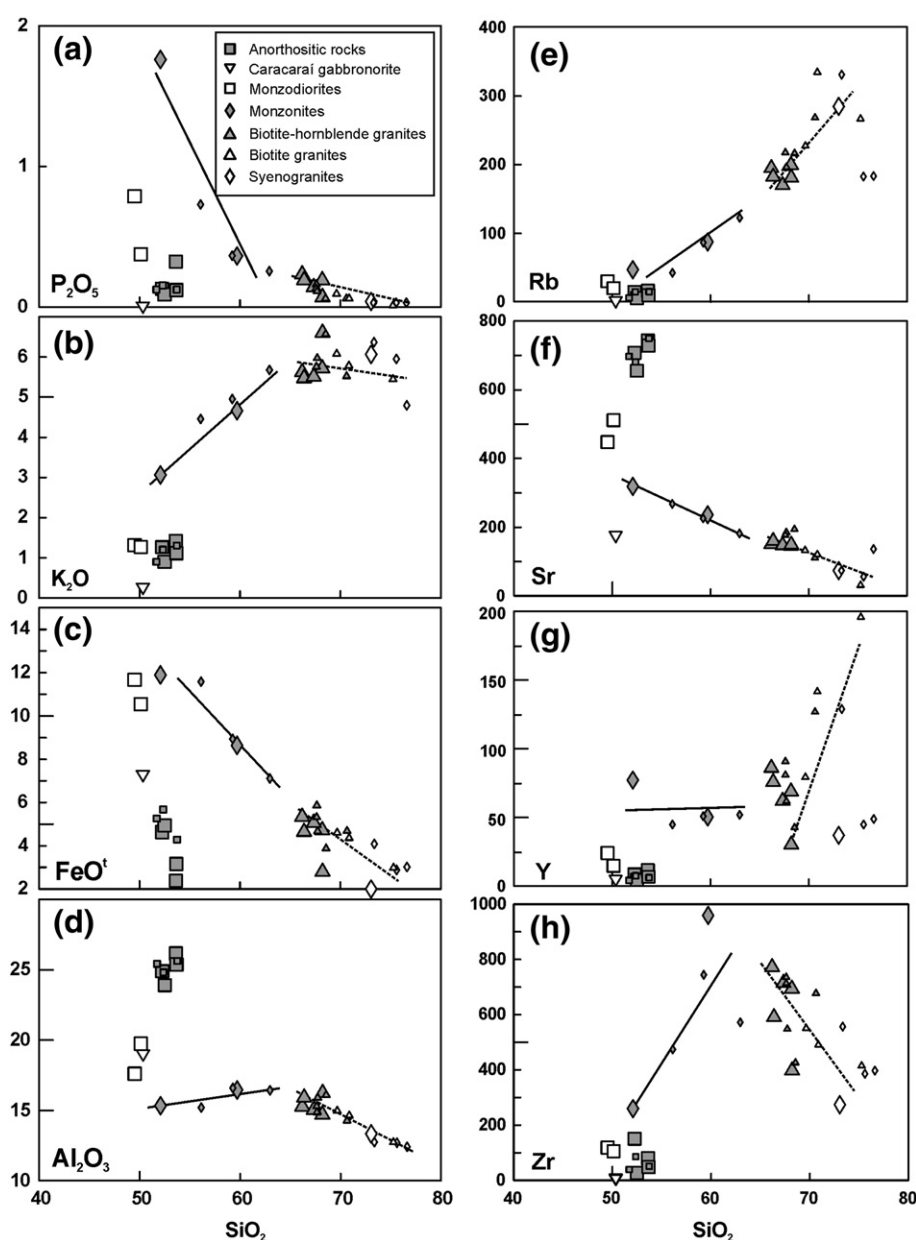 (a)
2
1
0
P₂O₅
Anorthositic rocks
Caracaraí gabbronorite
Monzodiorites
Monzonites
Biotite-hornblende granites
Biotite granites
Syenogranites
(b)
6
5
4
3
2
1
0
K₂O
(c)
14
12
10
8
6
4
2
FeOᵗ
(d)
25
20
15
10
Al₂O₃
40 50 60 70 80
SiO₂
(e)
400
300
200
100
0
Rb
(f)
800
600
400
200
0
Sr
(g)
200
150
100
50
0
Y
(h)
1000
800
600
400
200
0
Zr
40 50 60 70 80
SiO₂